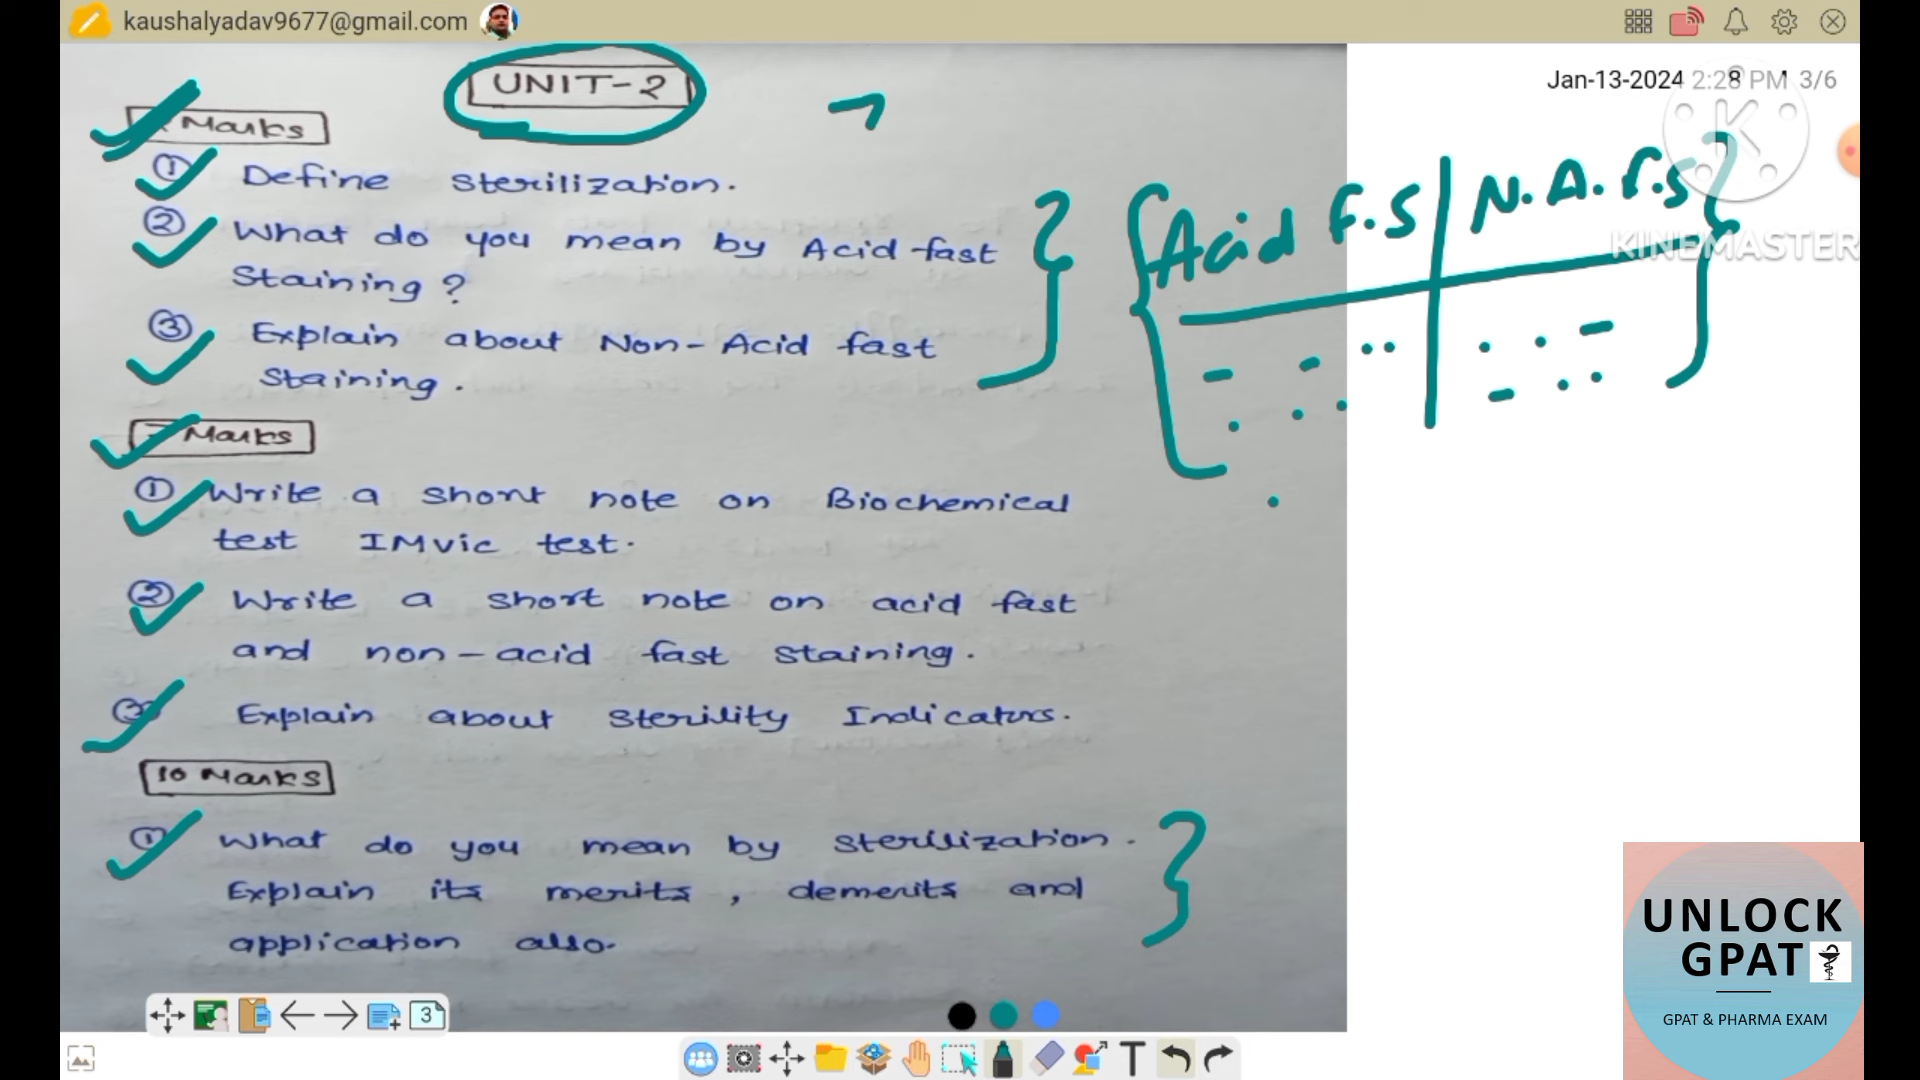 kaushalyadav9677@gmail.com
Jan-13-2024 2:28 PM 3/6
UNIT-2
Marks
① Define Sterilization.
② What do you mean by Acid-fast
Staining?
③ Explain about Non-Acid fast
Staining.
Acid F.S N.A.F.S
K
KINEMASTER
Marks
① Write a short note on Biochemical
test IMVic test.
② Write a short note on acid fast
and non-acid fast staining.
③ Explain about Sterility Indicators.
10 Marks
① What do you mean by Sterilization.
Explain its merits, demerits and
application also.
3
T
UNLOCK
GPAT
GPAT & PHARMA EXAM